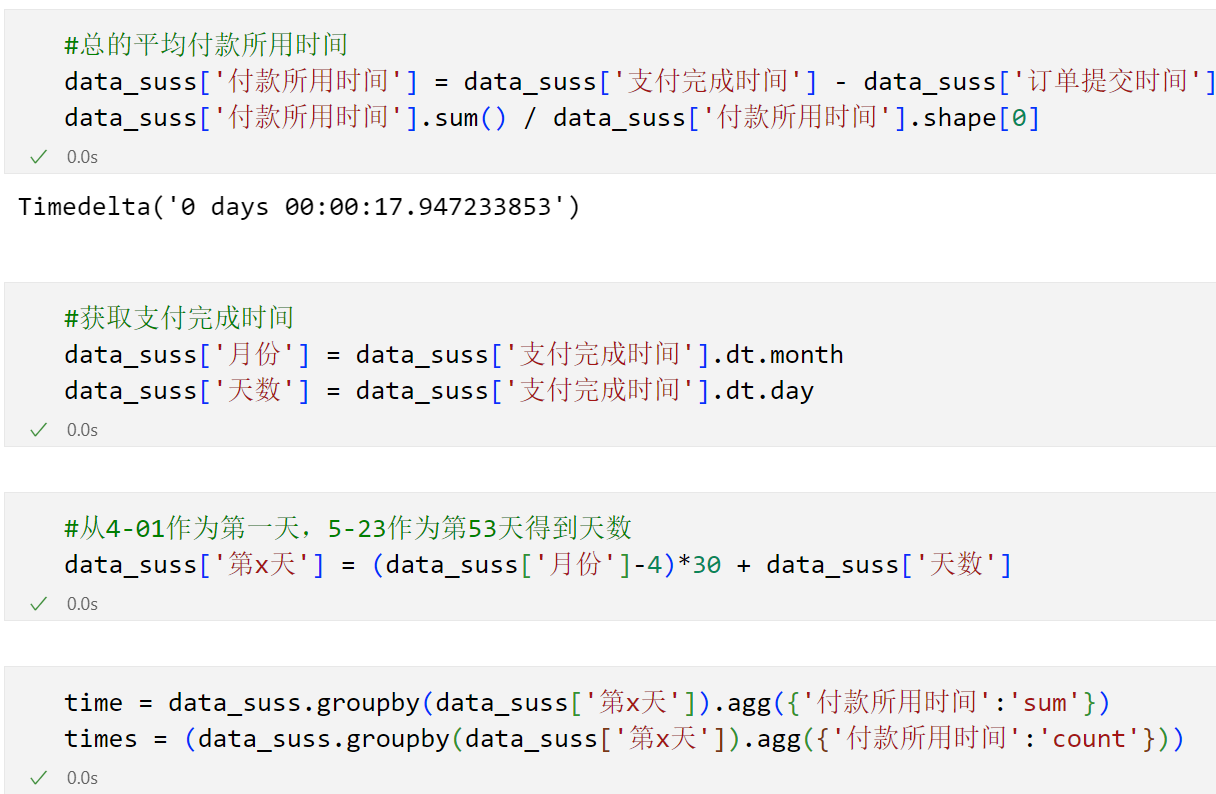 #总的平均付款所用时间
data_suss['付款所用时间'] = data_suss['支付完成时间'] - data_suss['订单提交时间']
data_suss['付款所用时间'].sum() / data_suss['付款所用时间'].shape[0]
0.0s
Timedelta('0 days 00:00:17.947233853')
#获取支付完成时间
data_suss['月份'] = data_suss['支付完成时间'].dt.month
data_suss['天数'] = data_suss['支付完成时间'].dt.day
0.0s
#从4-01作为第一天，5-23作为第53天得到天数
data_suss['第x天'] = (data_suss['月份']-4)*30 + data_suss['天数']
0.0s
time = data_suss.groupby(data_suss['第x天']).agg({'付款所用时间':'sum'})
times = (data_suss.groupby(data_suss['第x天']).agg({'付款所用时间':'count'}))
0.0s